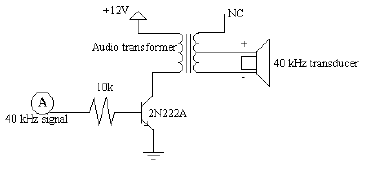 +12V
NC
Audio transformer
+
40 kHz transducer
-
10k
A
2N222A
40 kHz signal